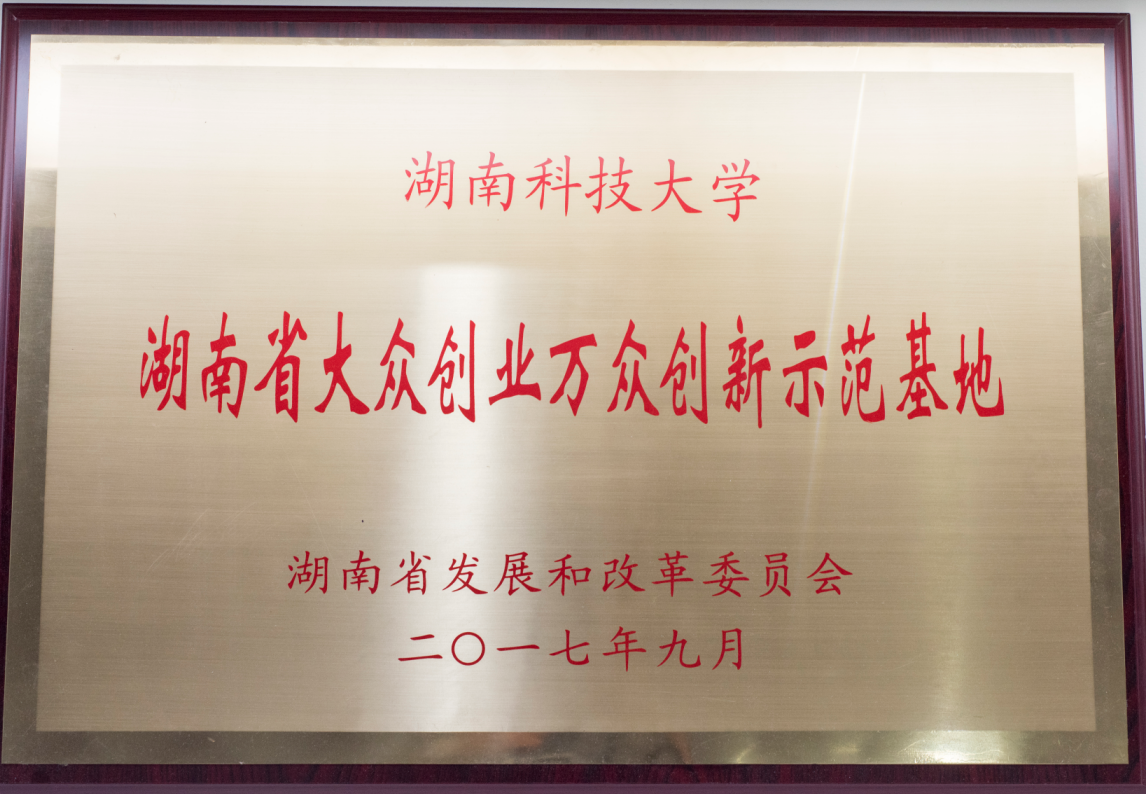 湖南科技大学
湖南省大众创业万众创新示范基地
湖南省发展和改革委员会
二〇一七年九月